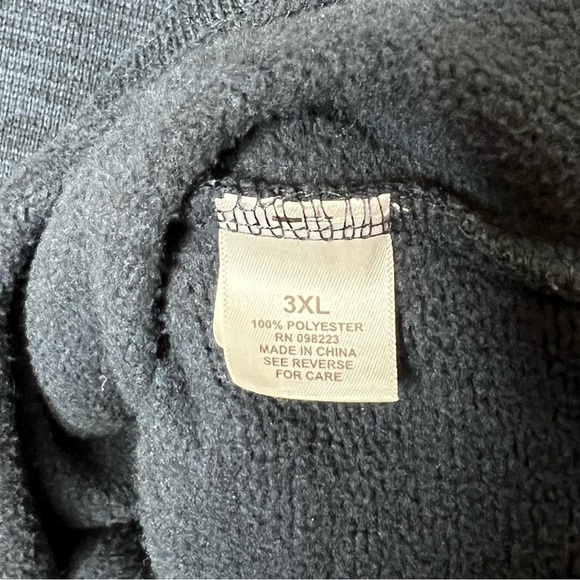 3XL
100% POLYESTER
RN 098223
MADE IN CHINA
SEE REVERSE
FOR CARE